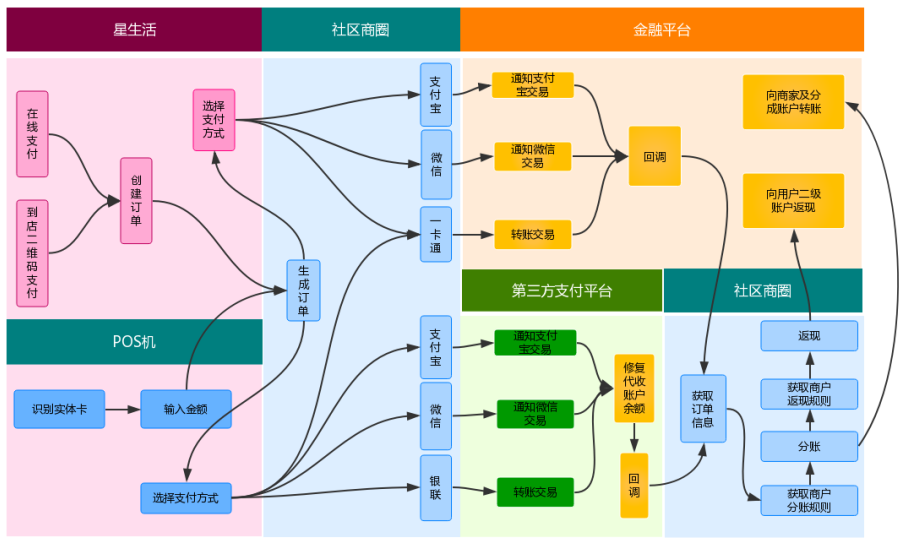 星生活
社区商圈
金融平台
在
线
支
付
到
店
二
维
码
支
付
创
建
订
单
选择
支付
方式
生
成
订
单
支
付
宝
微
信
一
卡
通
通知支付
宝交易
通知微信
交易
转账交易
回调
向商家及分
成账户转账
向用户二级
账户返现
POS机
识别实体卡
输入金额
选择支付方式
支
付
宝
微
信
银
联
第三方支付平台
通知支付
宝交易
通知微信
交易
转账交易
修复
代收
账户
余额
回
调
社区商圈
获取
订单
信息
返现
获取商户
返现规则
分账
获取商户
分账规则